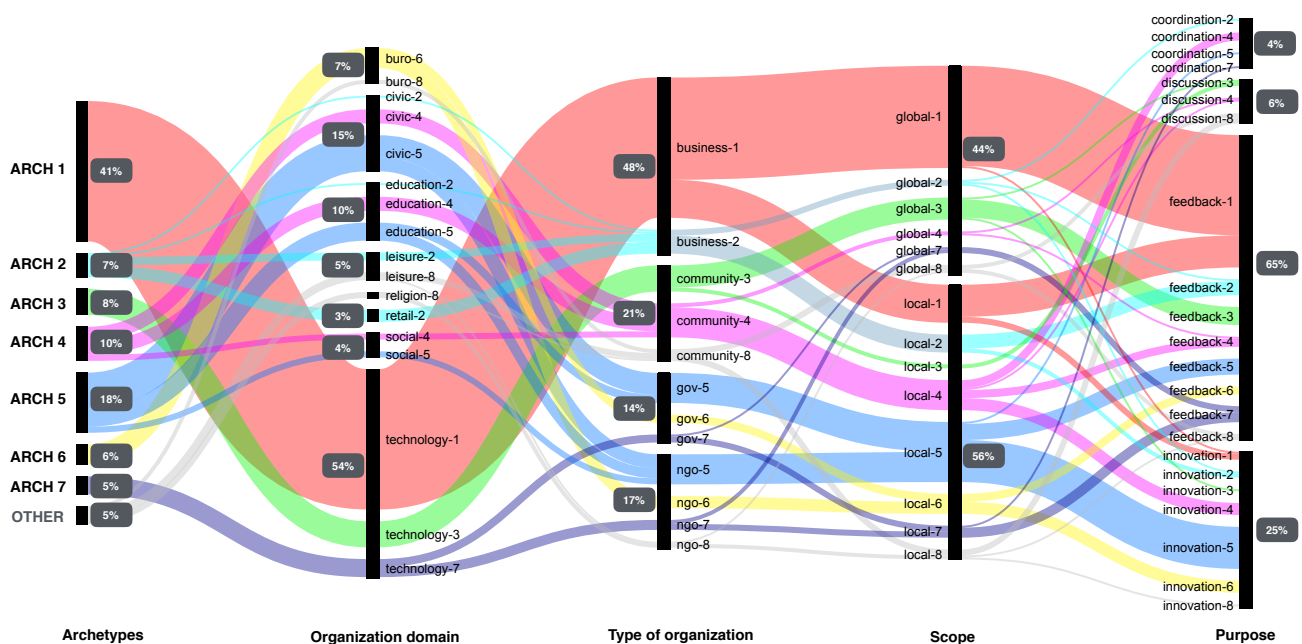 ARCH 1
41%
ARCH 2
7%
ARCH 3
8%
ARCH 4
10%
ARCH 5
18%
ARCH 6
6%
ARCH 7
5%
OTHER
5%
Archetypes
7%
buro-6
buro-8
civic-2
15%
civic-4
civic-5
education-2
10%
education-4
education-5
5%
leisure-2
leisure-8
religion-8
3%
retail-2
4%
social-4
social-5
technology-1
54%
technology-3
technology-7
Organization domain
business-1
48%
business-2
community-3
21%
community-4
community-8
gov-5
14%
gov-6
gov-7
ngo-5
17%
ngo-6
ngo-7
ngo-8
Type of organization
global-1
44%
global-2
global-3
global-4
global-7
global-8
local-1
local-2
local-3
local-4
local-5
56%
local-6
local-7
local-8
Scope
coordination-2
coordination-4
4%
coordination-5
coordination-7
discussion-3
discussion-4
6%
discussion-8
feedback-1
65%
feedback-2
feedback-3
feedback-4
feedback-5
feedback-6
feedback-7
feedback-8
innovation-1
innovation-2
innovation-3
innovation-4
25%
innovation-5
innovation-6
innovation-8
Purpose